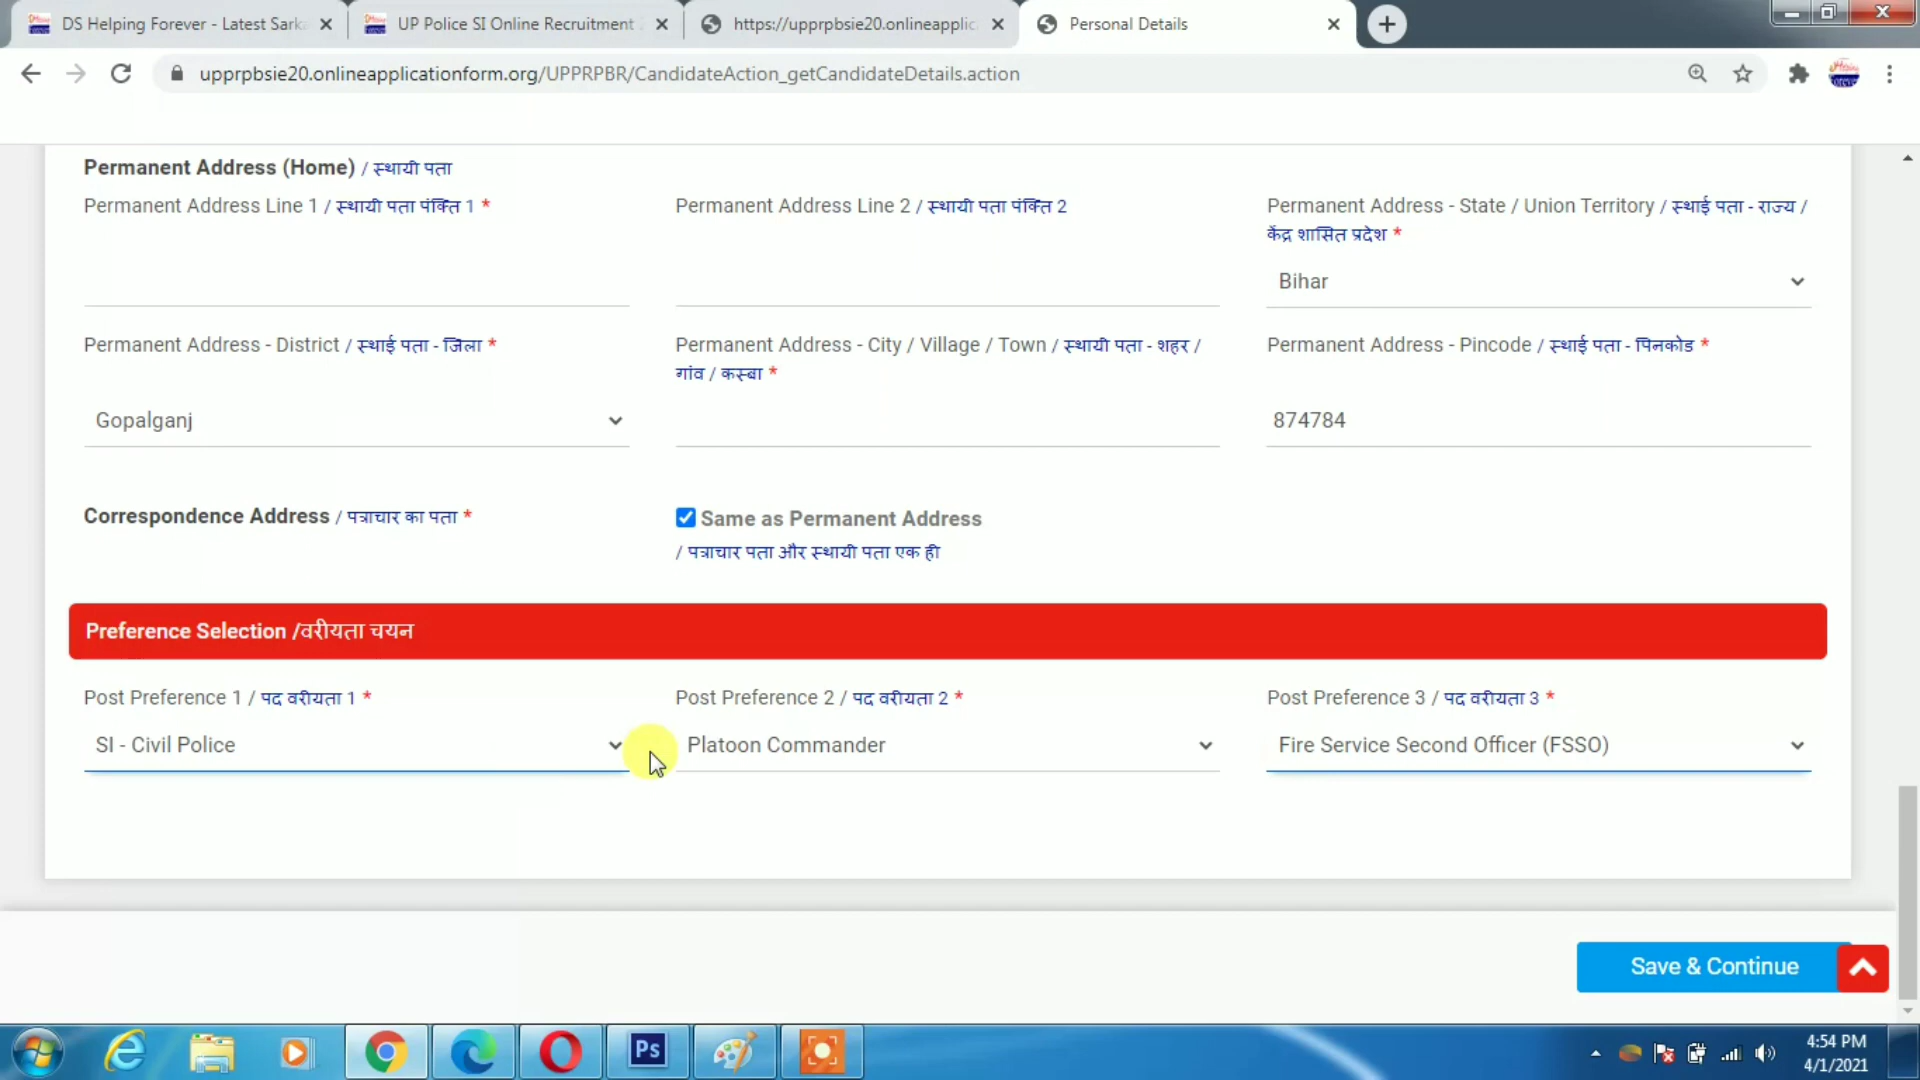 DS Helping Forever - Latest Sarka
UP Police SI Online Recruitment 2
https://upprpbsie20.onlineapplic
Personal Details
upprpbsie20.onlineapplicationform.org/UPPRPBR/CandidateAction_getCandidateDetails.action
Permanent Address (Home) / स्थायी पता
Permanent Address Line 1 / स्थायी पता पंक्ति 1 *
Permanent Address Line 2 / स्थायी पता पंक्ति 2
Permanent Address - State / Union Territory / स्थाई पता - राज्य /
केंद्र शासित प्रदेश *
Bihar
Permanent Address - District / स्थाई पता - जिला *
Permanent Address - City / Village / Town / स्थायी पता - शहर /
गांव / कस्बा *
Permanent Address - Pincode / स्थाई पता - पिनकोड *
Gopalganj
874784
Correspondence Address / पत्राचार का पता *
Same as Permanent Address
/ पत्राचार पता और स्थायी पता एक ही
Preference Selection /वरीयता चयन
Post Preference 1 / पद वरीयता 1 *
Post Preference 2 / पद वरीयता 2 *
Post Preference 3 / पद वरीयता 3 *
SI - Civil Police
Platoon Commander
Fire Service Second Officer (FSSO)
Save & Continue
Ps
4:54 PM
4/1/2021